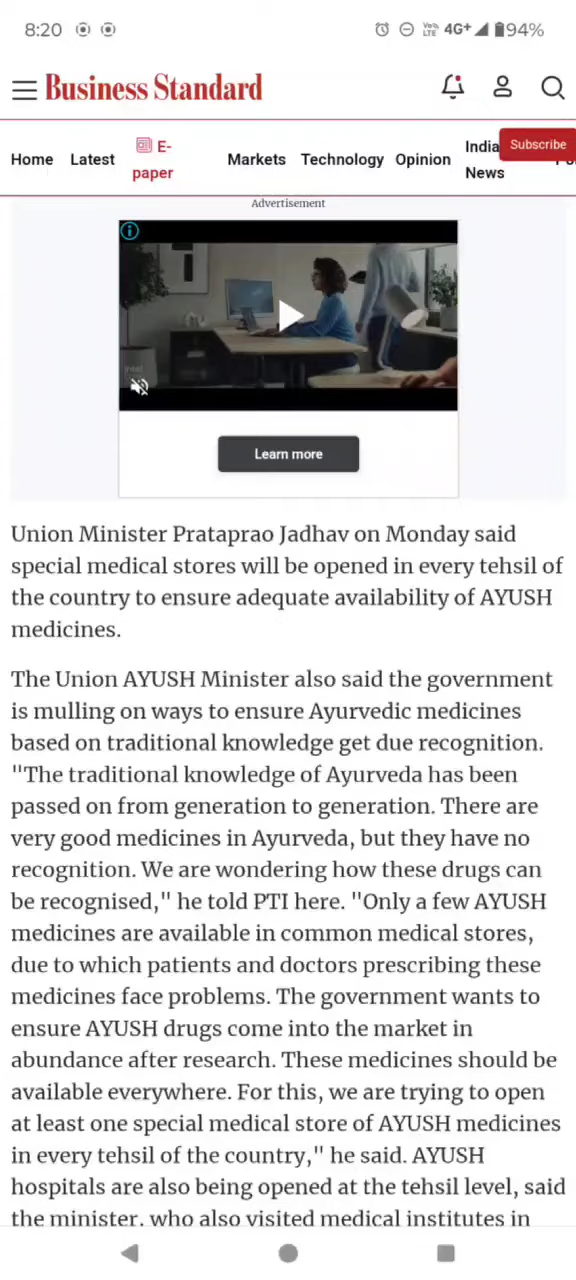 8:20
Vo)) LTE 4G+ 94%
Business Standard
Home Latest E-paper Markets Technology Opinion India News Subscribe
Advertisement
intel
Learn more
Union Minister Prataprao Jadhav on Monday said
special medical stores will be opened in every tehsil of
the country to ensure adequate availability of AYUSH
medicines.
The Union AYUSH Minister also said the government
is mulling on ways to ensure Ayurvedic medicines
based on traditional knowledge get due recognition.
"The traditional knowledge of Ayurveda has been
passed on from generation to generation. There are
very good medicines in Ayurveda, but they have no
recognition. We are wondering how these drugs can
be recognised," he told PTI here. "Only a few AYUSH
medicines are available in common medical stores,
due to which patients and doctors prescribing these
medicines face problems. The government wants to
ensure AYUSH drugs come into the market in
abundance after research. These medicines should be
available everywhere. For this, we are trying to open
at least one special medical store of AYUSH medicines
in every tehsil of the country," he said. AYUSH
hospitals are also being opened at the tehsil level, said
the minister, who also visited medical institutes in